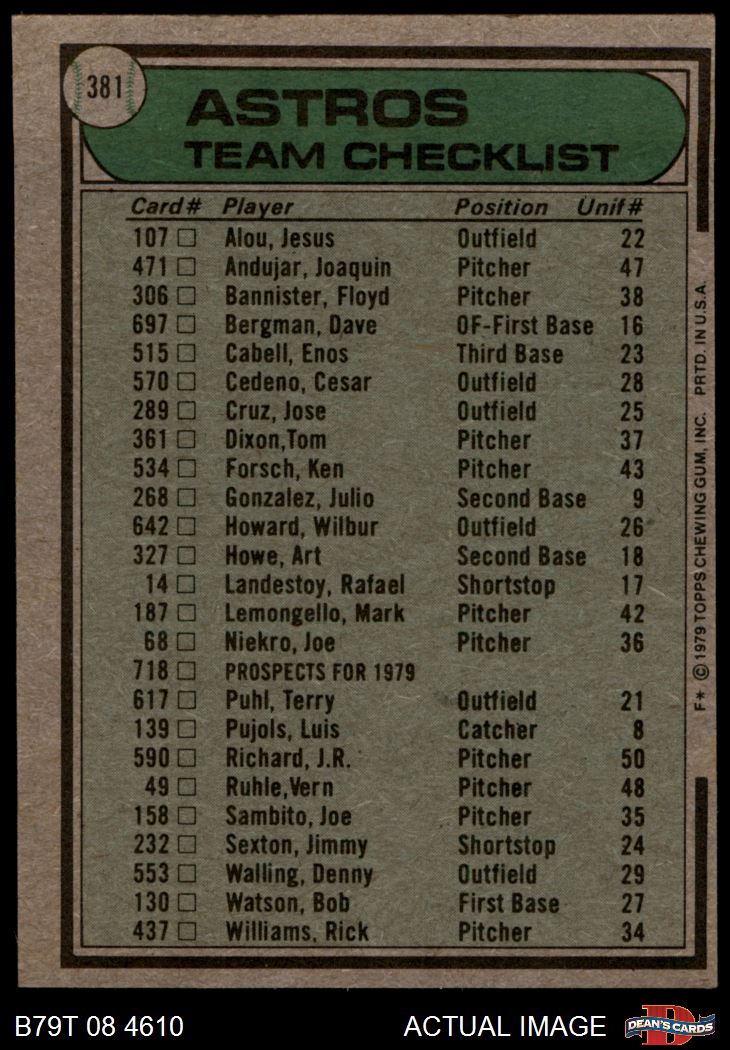 381
ASTROS
TEAM CHECKLIST
Card# Player Position Unif#
107 □ Alou, Jesus Outfield 22
471 □ Andujar, Joaquin Pitcher 47
306 □ Bannister, Floyd Pitcher 38
697 □ Bergman, Dave OF-First Base 16
515 □ Cabell, Enos Third Base 23
570 □ Cedeno, Cesar Outfield 28
289 □ Cruz, Jose Outfield 25
361 □ Dixon,Tom Pitcher 37
534 □ Forsch, Ken Pitcher 43
268 □ Gonzalez, Julio Second Base 9
642 □ Howard, Wilbur Outfield 26
327 □ Howe, Art Second Base 18
14 □ Landestoy, Rafael Shortstop 17
187 □ Lemongello, Mark Pitcher 42
68 □ Niekro, Joe Pitcher 36
718 □ PROSPECTS FOR 1979
617 □ Puhl, Terry Outfield 21
139 □ Pujols, Luis Catcher 8
590 □ Richard, J.R. Pitcher 50
49 □ Ruhle,Vern Pitcher 48
158 □ Sambito, Joe Pitcher 35
232 □ Sexton, Jimmy Shortstop 24
553 □ Walling, Denny Outfield 29
130 □ Watson, Bob First Base 27
437 □ Williams, Rick Pitcher 34
F* © 1979 TOPPS CHEWING GUM, INC. PRTD. IN U.S.A.
B79T 08 4610 ACTUAL IMAGE
D
DEAN'S CARDS